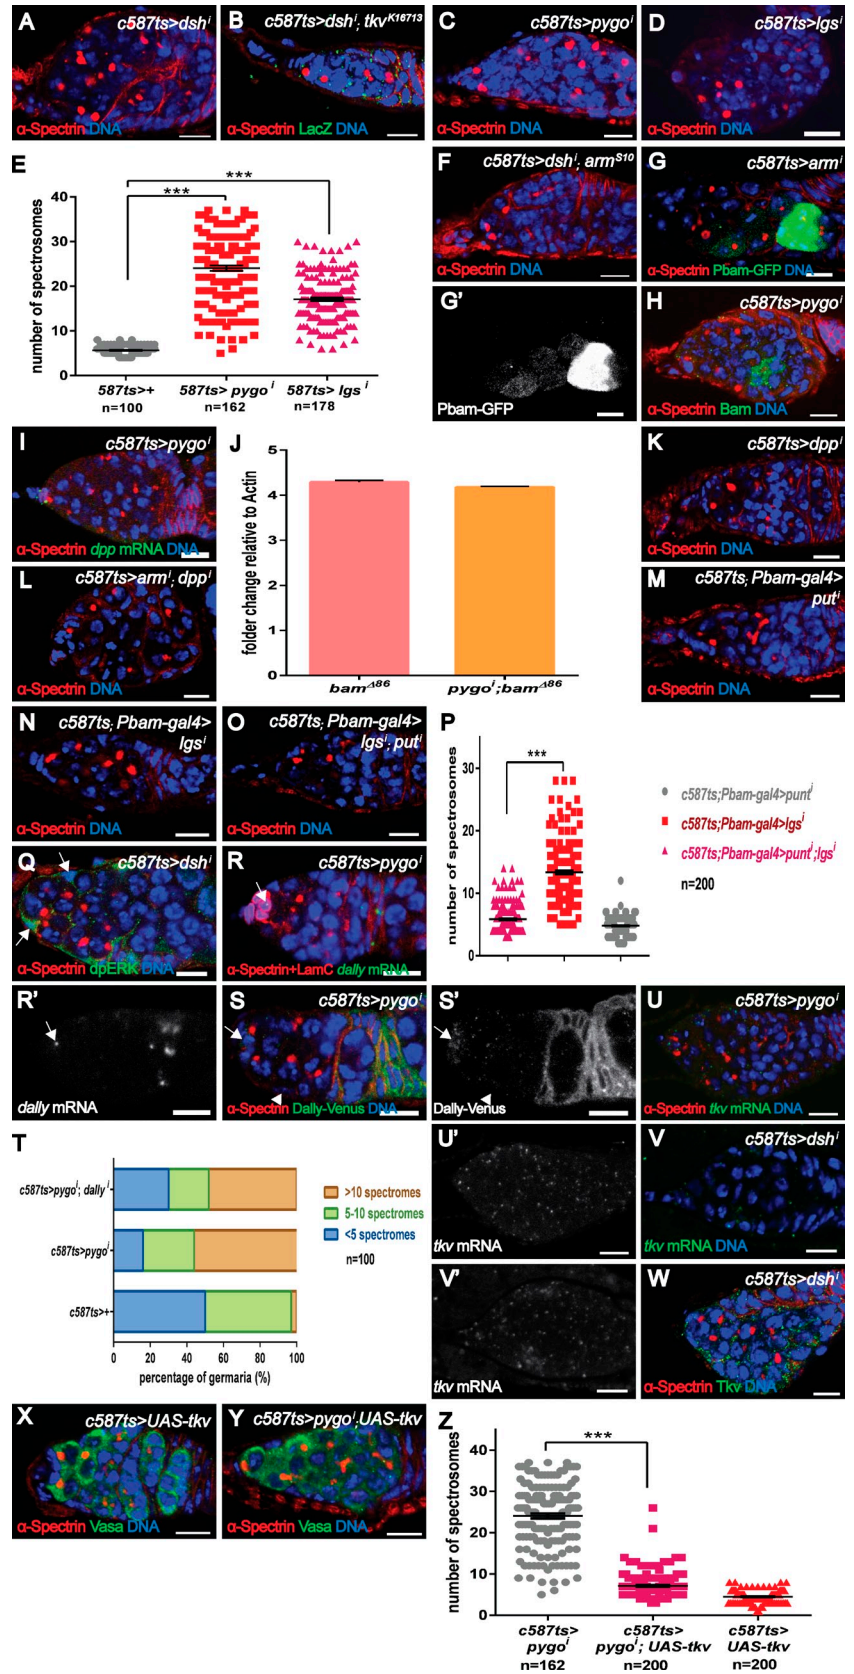 A c587ts>dsh^i
α-Spectrin DNA
B c587ts>dsh^i; tkv^K16713
α-Spectrin LacZ DNA
C c587ts>pygo^i
α-Spectrin DNA
D c587ts>lgs^i
α-Spectrin DNA
E
number of spectrosomes
40
30
20
10
0
***
***
587ts>+
n=100
587ts> pygo^i
n=162
587ts> lgs^i
n=178
F c587ts>dsh^i; arm^S10
α-Spectrin DNA
G c587ts>arm^i
α-Spectrin Pbam-GFP DNA
G'
Pbam-GFP
H c587ts>pygo^i
α-Spectrin Bam DNA
I c587ts>pygo^i
α-Spectrin dpp mRNA DNA
J
folder change relative to Actin
5
4
3
2
1
0
bam^Δ86
pygo^i;bam^Δ86
K c587ts>dpp^i
α-Spectrin DNA
L c587ts>arm^i; dpp^i
α-Spectrin DNA
M c587ts; Pbam-gal4>
put^i
α-Spectrin DNA
N c587ts; Pbam-gal4>
lgs^i
α-Spectrin DNA
O c587ts; Pbam-gal4>
lgs^i; put^i
α-Spectrin DNA
P
number of spectrosomes
30
20
10
0
***
c587ts;Pbam-gal4>punt^i
c587ts;Pbam-gal4>lgs^i
c587ts;Pbam-gal4>punt^i;lgs^i
n=200
Q c587ts>dsh^i
α-Spectrin dpERK DNA
R c587ts>pygo^i
α-Spectrin+LamC dally mRNA
R'
dally mRNA
S c587ts>pygo^i
α-Spectrin Dally-Venus DNA
S'
Dally-Venus
U c587ts>pygo^i
α-Spectrin tkv mRNA DNA
T
c587ts>pygo^i; dally^i
c587ts>pygo^i
c587ts>+
0 20 40 60 80 100
percentage of germaria (%)
>10 spectromes
5-10 spectromes
<5 spectromes
n=100
U'
tkv mRNA
V c587ts>dsh^i
tkv mRNA DNA
V'
tkv mRNA
W c587ts>dsh^i
α-Spectrin Tkv DNA
X c587ts>UAS-tkv
α-Spectrin Vasa DNA
Y c587ts>pygo^i;UAS-tkv
α-Spectrin Vasa DNA
Z
number of spectrosomes
40
30
20
10
0
***
c587ts>
pygo^i
n=162
c587ts>
pygo^i; UAS-tkv
n=200
c587ts>
UAS-tkv
n=200